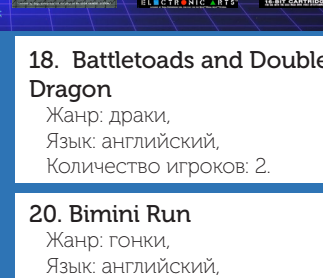 ELECTRONIC ARTS
16-BIT CARTRIDG
18. Battletoads and Double
Dragon
Жанр: драки,
Язык: английский,
Количество игроков: 2.
20. Bimini Run
Жанр: гонки,
Язык: английский,